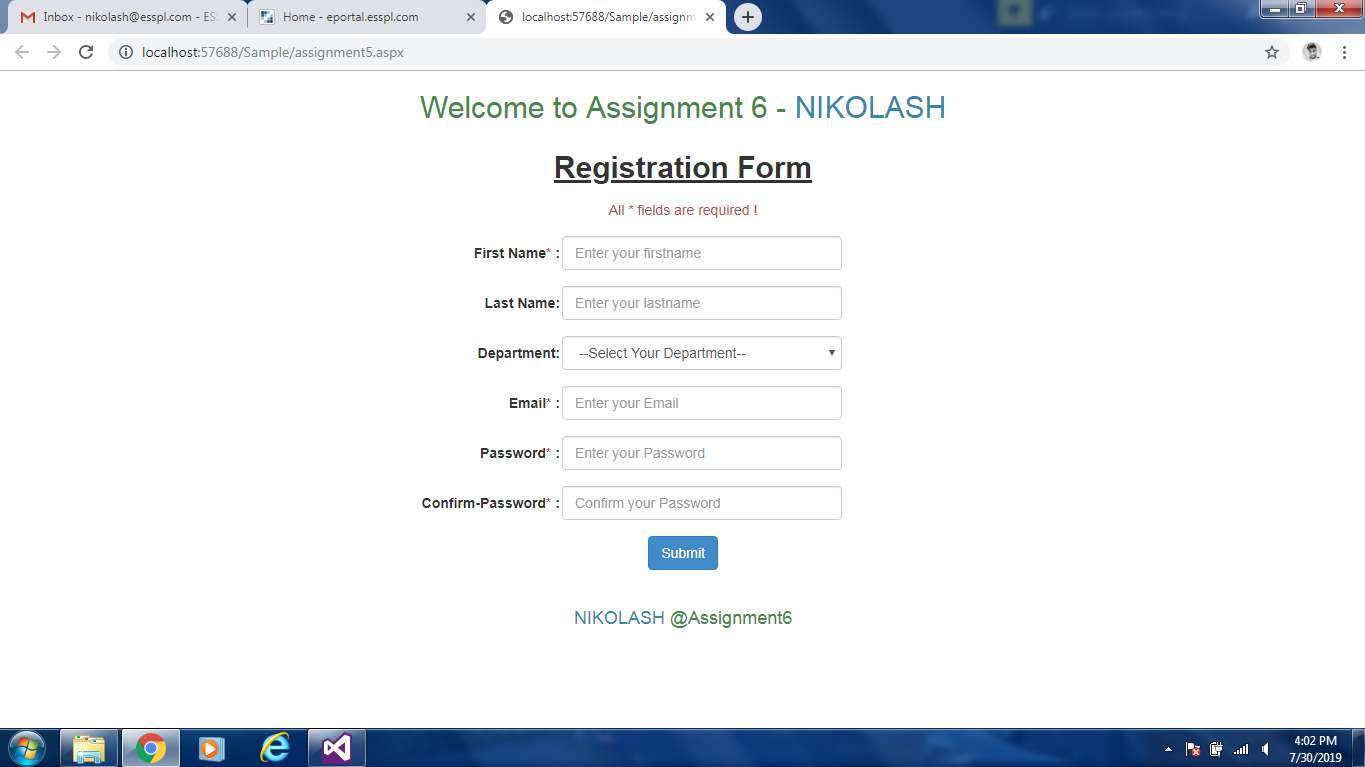 Inbox - nikolash@esspl.com - ESS
Home - eportal.esspl.com
localhost:57688/Sample/assignm
localhost:57688/Sample/assignment5.aspx
Welcome to Assignment 6 - NIKOLASH
Registration Form
All * fields are required !
First Name* : Enter your firstname
Last Name: Enter your lastname
Department: --Select Your Department--
Email* : Enter your Email
Password* : Enter your Password
Confirm-Password* : Confirm your Password
Submit
NIKOLASH @Assignment6
4:02 PM
7/30/2019